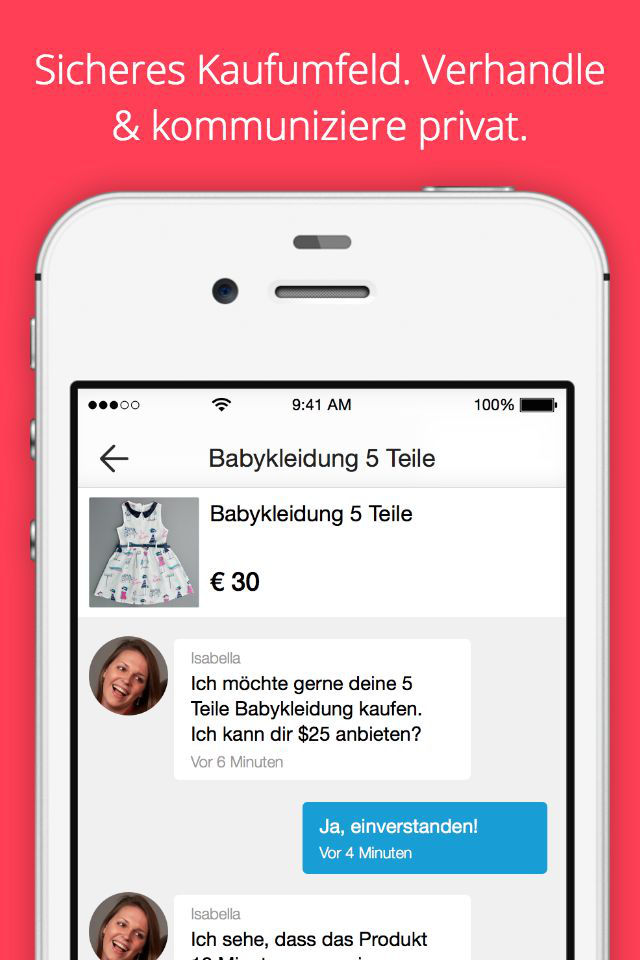 Sicheres Kaufumfeld. Verhandle
& kommuniziere privat.
9:41 AM
100%
Babykleidung 5 Teile
Babykleidung 5 Teile
€ 30
Isabella
Ich möchte gerne deine 5
Teile Babykleidung kaufen.
Ich kann dir $25 anbieten?
Vor 6 Minuten
Ja, einverstanden!
Vor 4 Minuten
Isabella
Ich sehe, dass das Produkt